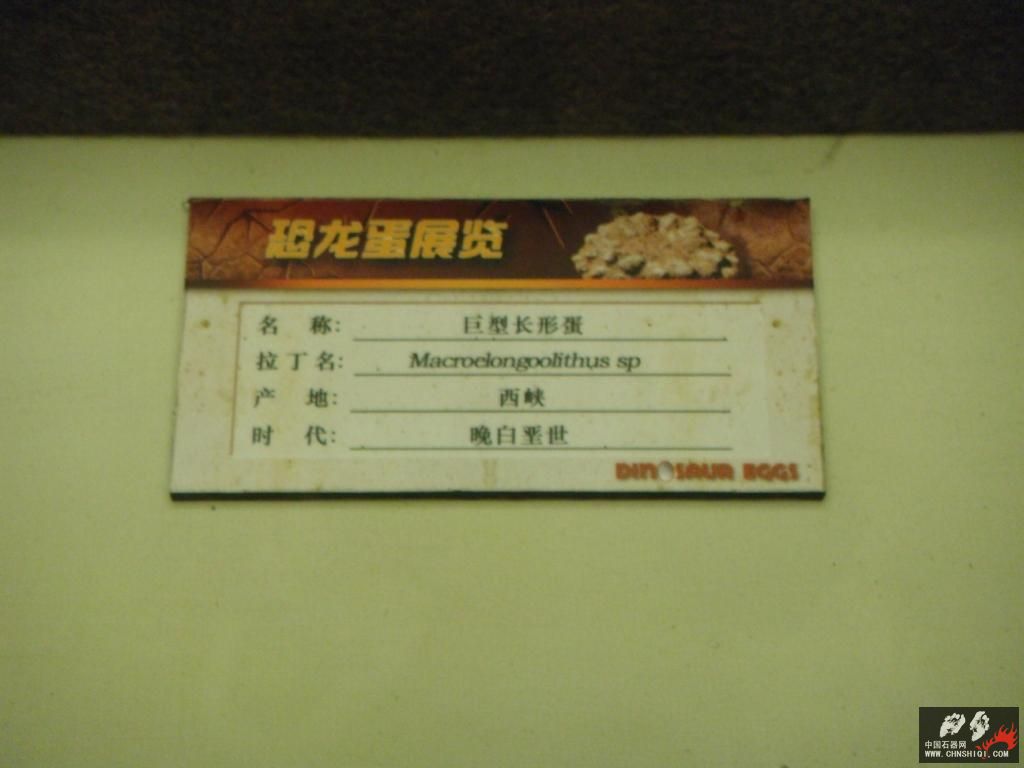 恐龙蛋展览
名 称: 巨型长形蛋
拉丁名: Macroelongoolithus sp
产 地: 西峡
时 代: 晚白垩世
DINOSAUR EGGS
中国石器网
WWW.CHNSHIQI.COM